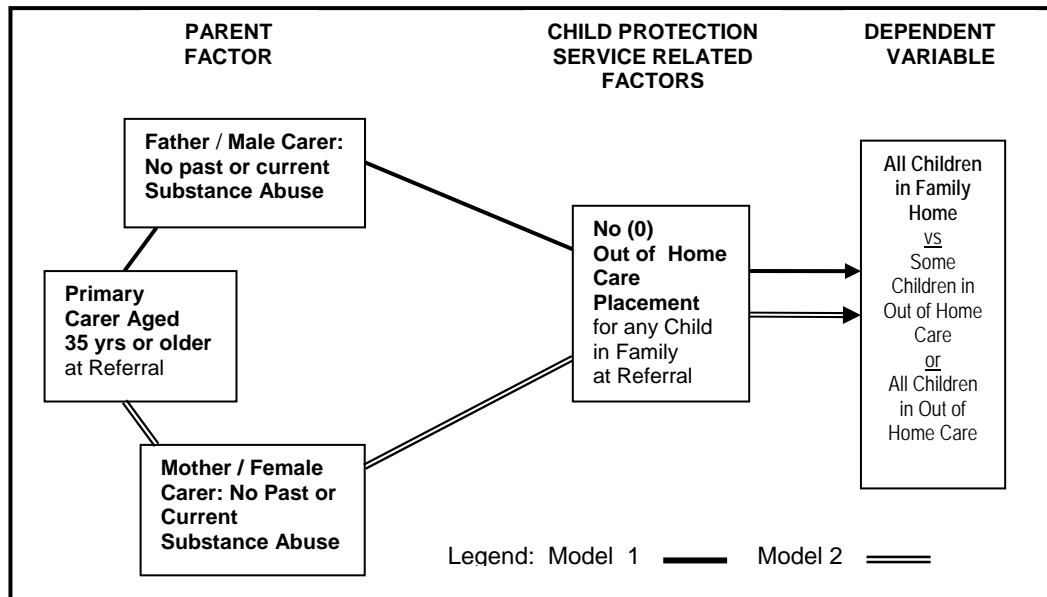 PARENT
FACTOR
CHILD PROTECTION
SERVICE RELATED
FACTORS
DEPENDENT
VARIABLE
Father / Male Carer:
No past or current
Substance Abuse
Primary
Carer Aged
35 yrs or older
at Referral
Mother / Female
Carer: No Past or
Current
Substance Abuse
No (0)
Out of Home
Care
Placement
for any Child
in Family
at Referral
All Children
in Family
Home
vs
Some
Children in
Out of Home
Care
or
All Children
in Out of
Home Care
Legend: Model 1 Model 2